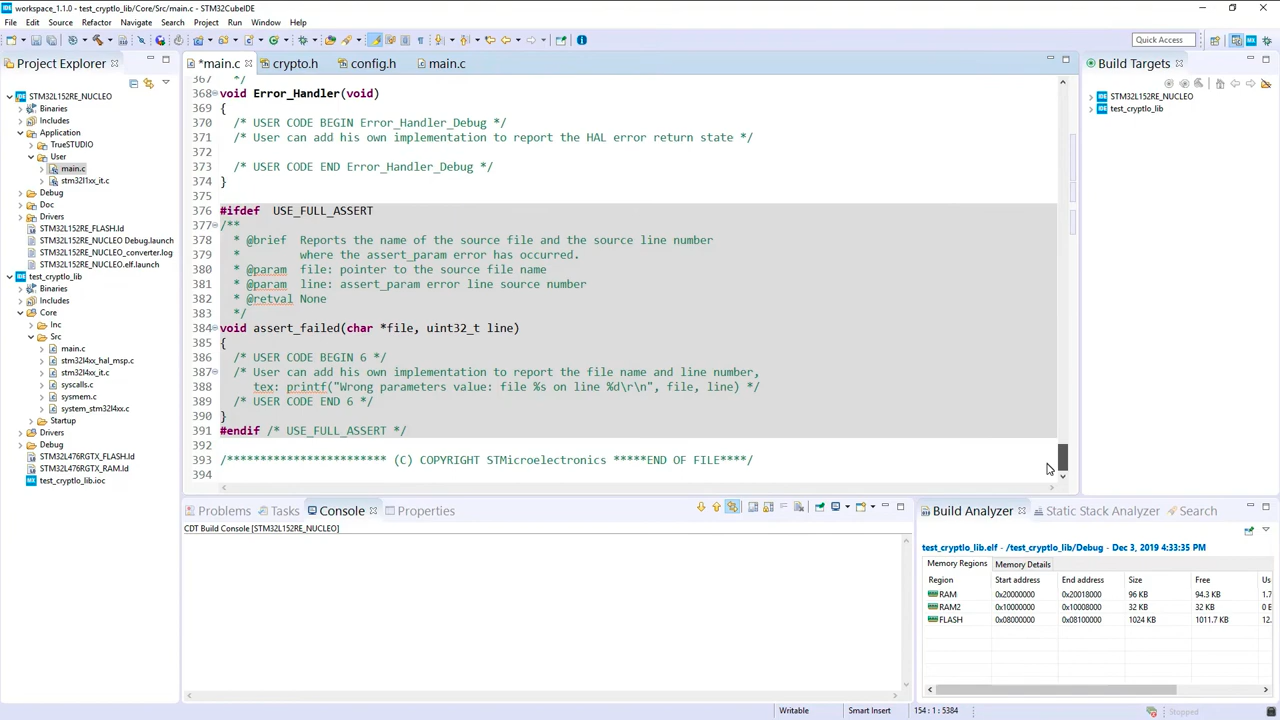 workspace_1.1.0 - test_cryptlo_lib/Core/Src/main.c - STM32CubeIDE
File Edit Source Refactor Navigate Search Project Run Window Help
Quick Access
Project Explorer
STM32L152RE_NUCLEO
Binaries
Includes
Application
TrueSTUDIO
User
main.c
stm32l1xx_it.c
Debug
Doc
Drivers
STM32L152RE_FLASH.ld
STM32L152RE_NUCLEO Debug.launch
STM32L152RE_NUCLEO_converter.log
STM32L152RE_NUCLEO.elf.launch
test_cryptlo_lib
Binaries
Includes
Core
Inc
Src
main.c
stm32l4xx_hal_msp.c
stm32l4xx_it.c
syscalls.c
sysmem.c
system_stm32l4xx.c
Startup
Drivers
Debug
STM32L476RGTX_FLASH.ld
STM32L476RGTX_RAM.ld
test_cryptlo_lib.ioc
*main.c crypto.h config.h main.c
367 */
368 void Error_Handler(void)
369 {
370 /* USER CODE BEGIN Error_Handler_Debug */
371 /* User can add his own implementation to report the HAL error return state */
372
373 /* USER CODE END Error_Handler_Debug */
374 }
375
376 #ifdef USE_FULL_ASSERT
377 /**
378 * @brief Reports the name of the source file and the source line number
379 * where the assert_param error has occurred.
380 * @param file: pointer to the source file name
381 * @param line: assert_param error line source number
382 * @retval None
383 */
384 void assert_failed(char *file, uint32_t line)
385 {
386 /* USER CODE BEGIN 6 */
387 /* User can add his own implementation to report the file name and line number,
388 tex: printf("Wrong parameters value: file %s on line %d\r\n", file, line) */
389 /* USER CODE END 6 */
390 }
391 #endif /* USE_FULL_ASSERT */
392
393 /************************ (C) COPYRIGHT STMicroelectronics *****END OF FILE****/
394
Build Targets
STM32L152RE_NUCLEO
test_cryptlo_lib
Problems Tasks Console Properties
CDT Build Console [STM32L152RE_NUCLEO]
Build Analyzer Static Stack Analyzer Search
test_cryptlo_lib.elf - /test_cryptlo_lib/Debug - Dec 3, 2019 4:33:35 PM
Memory Regions Memory Details
Region Start address End address Size Free Us
RAM 0x20000000 0x20018000 96 KB 94.3 KB 1.7
RAM2 0x10000000 0x10008000 32 KB 32 KB 0 E
FLASH 0x08000000 0x08100000 1024 KB 1011.7 KB 12.
Writable Smart Insert 154 : 1 : 5384 Stopped